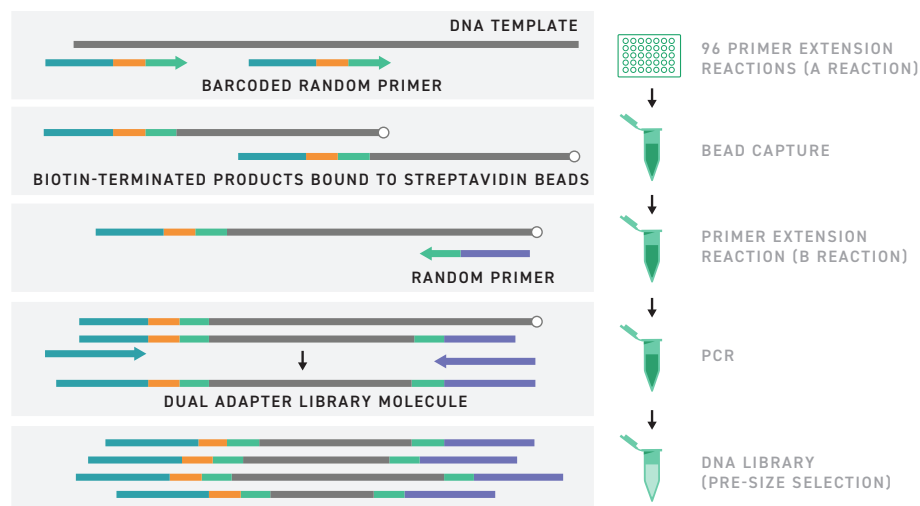 DNA TEMPLATE
BARCODED RANDOM PRIMER
96 PRIMER EXTENSION
REACTIONS (A REACTION)
BIOTIN-TERMINATED PRODUCTS BOUND TO STREPTAVIDIN BEADS
BEAD CAPTURE
RANDOM PRIMER
PRIMER EXTENSION
REACTION (B REACTION)
DUAL ADAPTER LIBRARY MOLECULE
PCR
DNA LIBRARY
(PRE-SIZE SELECTION)